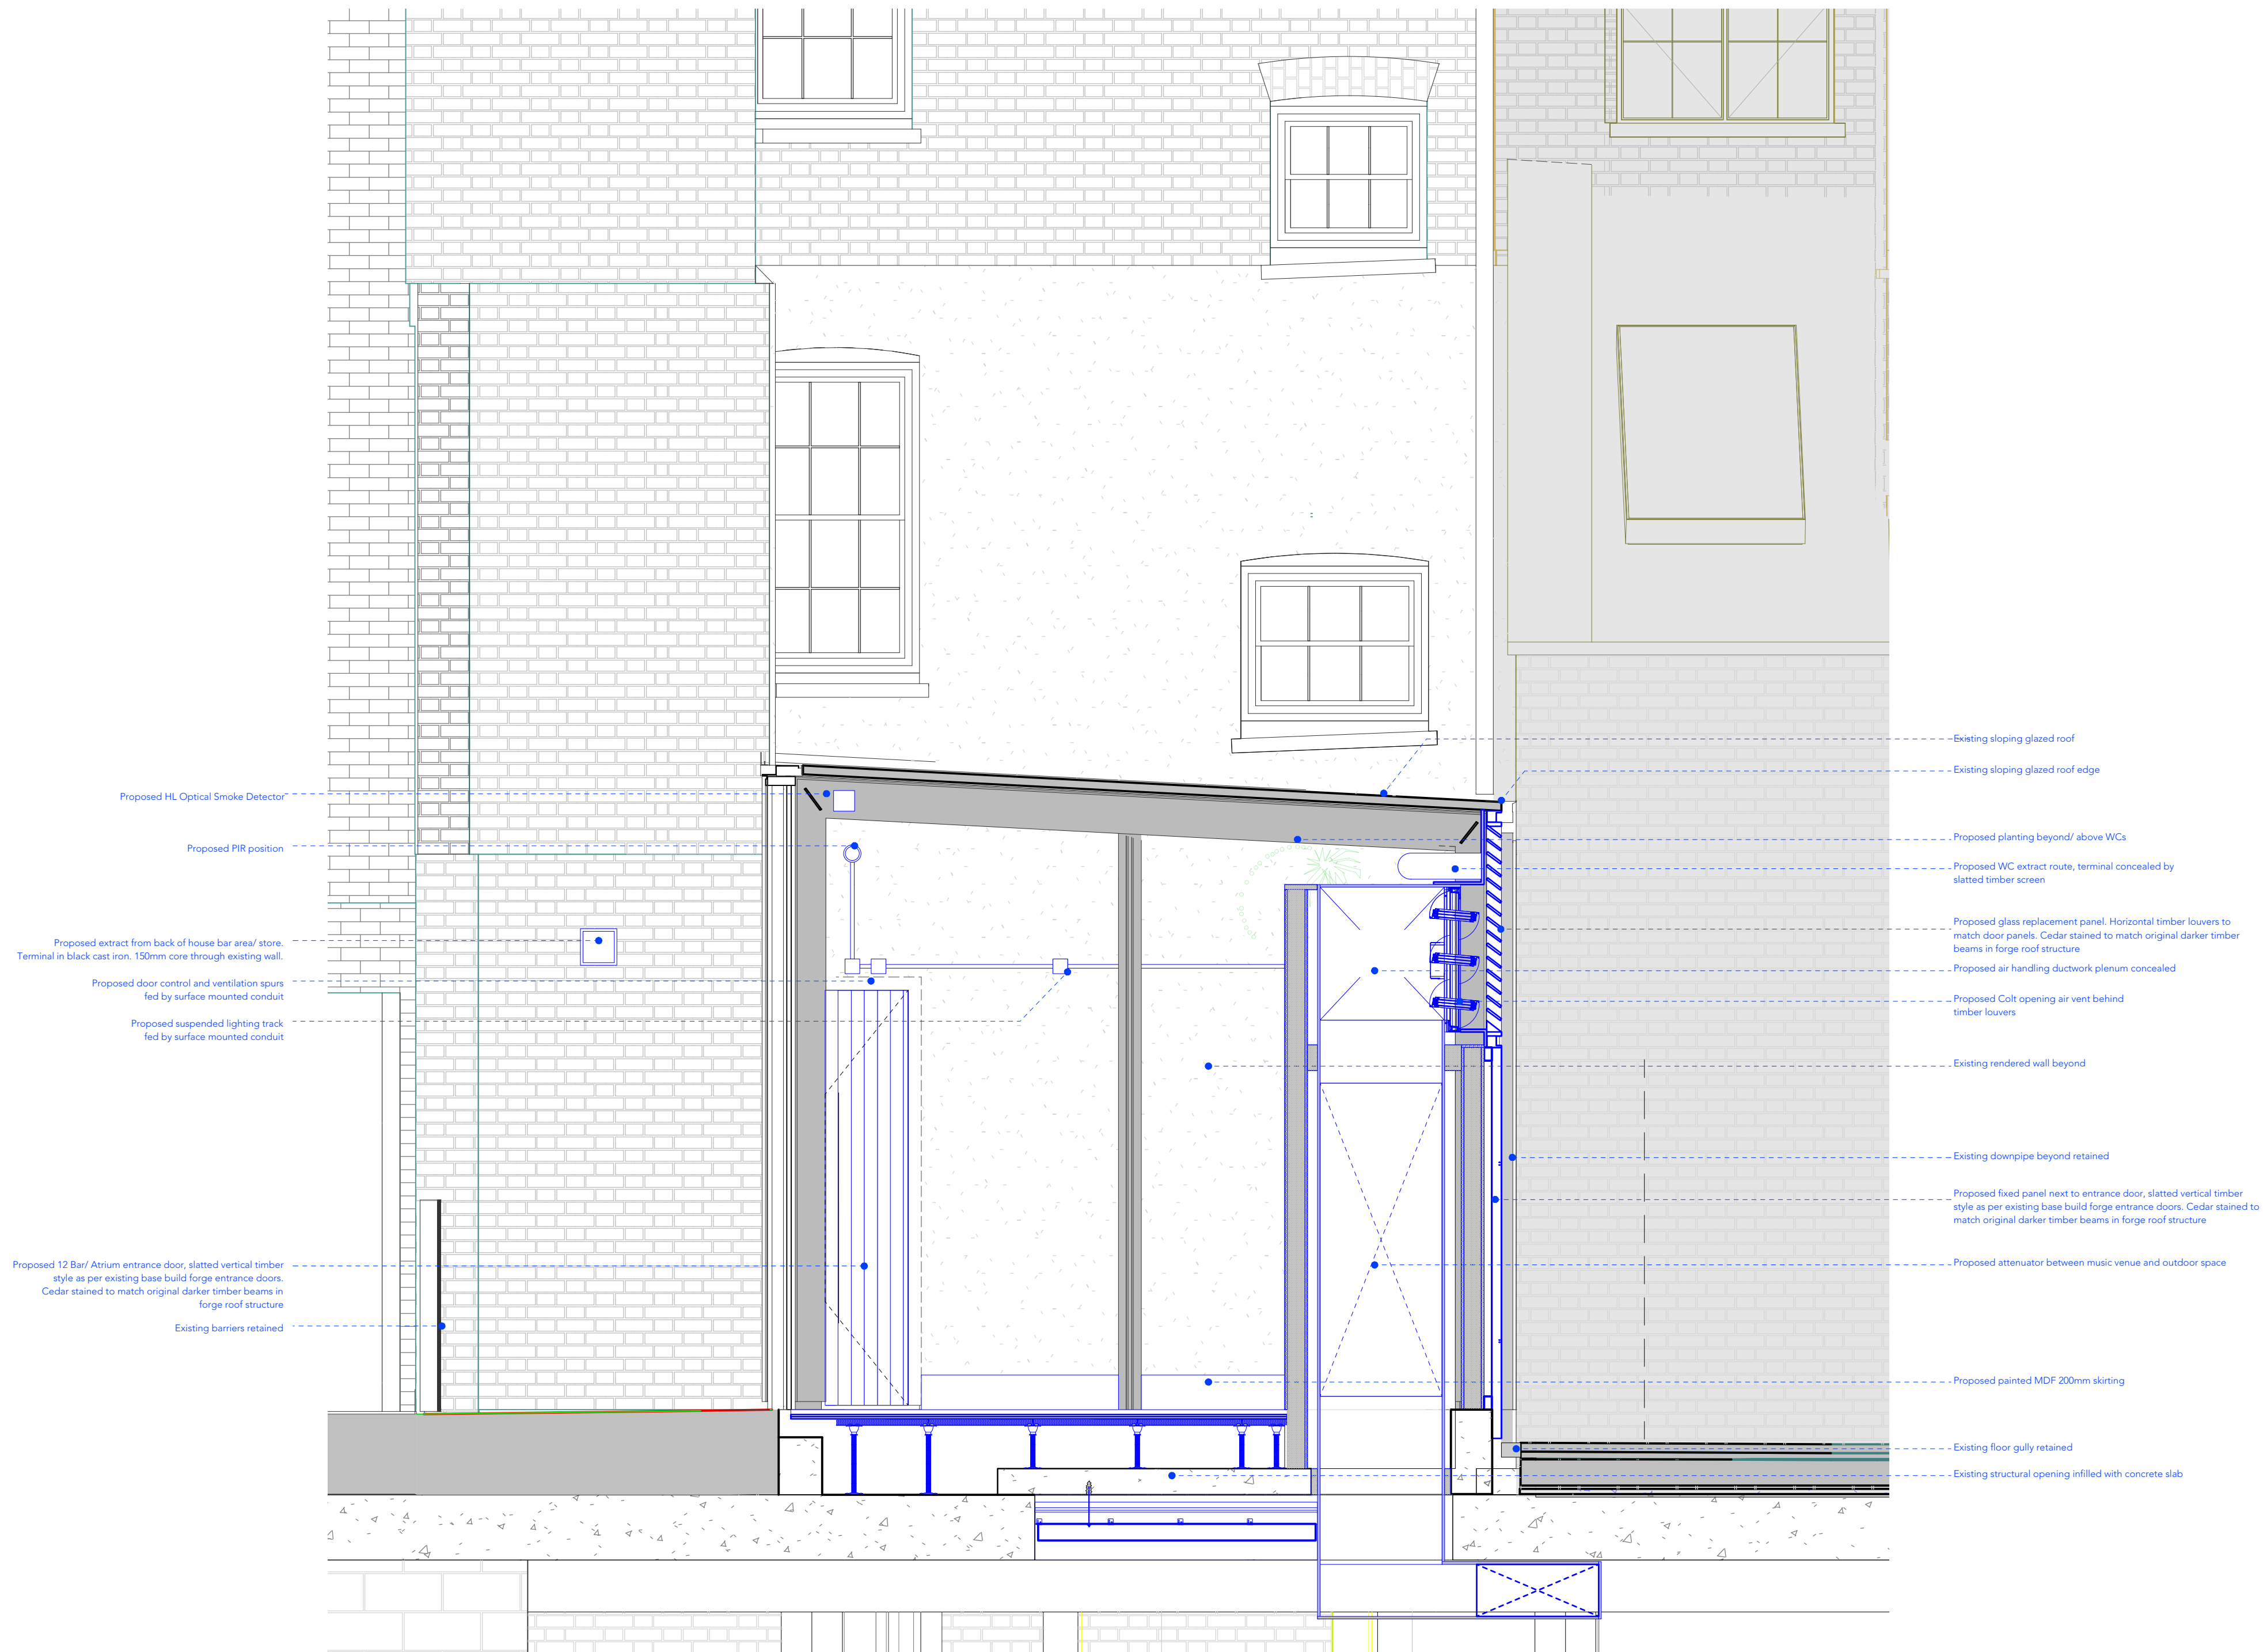 Proposed HL Optical Smoke Detector
Proposed PIR position
Proposed extract from back of house bar area/ store.
Terminal in black cast iron. 150mm core through existing wall.
Proposed door control and ventilation spurs
fed by surface mounted conduit
Proposed suspended lighting track
fed by surface mounted conduit
Proposed 12 Bar/ Atrium entrance door, slatted vertical timber
style as per existing base build forge entrance doors.
Cedar stained to match original darker timber beams in
forge roof structure
Existing barriers retained
Existing sloping glazed roof
Existing sloping glazed roof edge
Proposed planting beyond/ above WCs
Proposed WC extract route, terminal concealed by
slatted timber screen
Proposed glass replacement panel. Horizontal timber louvers to
match door panels. Cedar stained to match original darker timber
beams in forge roof structure
Proposed air handling ductwork plenum concealed
Proposed Colt opening air vent behind
timber louvers
Existing rendered wall beyond
Existing downpipe beyond retained
Proposed fixed panel next to entrance door, slatted vertical timber
style as per existing base build forge entrance doors. Cedar stained to
match original darker timber beams in forge roof structure
Proposed attenuator between music venue and outdoor space
Proposed painted MDF 200mm skirting
Existing floor gully retained
Existing structural opening infilled with concrete slab